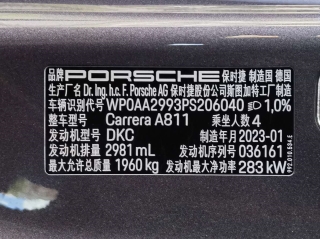 品牌 PORSCHE 保时捷 制造国 德国
生产厂名 Dr. Ing. h.c. F. Porsche AG 保时捷股份公司斯图加特工厂制造
车辆识别代号 WP0AA2993PS206040 1,0%
整车型号 Carrera A811 乘坐人数 4
发动机型号 DKC 制造年月 2023-01
发动机排量 2981 mL 发动机序列号 036161
最大允许总质量 1960 kg 发动机最大净功率 283 kW
992.010.504.E